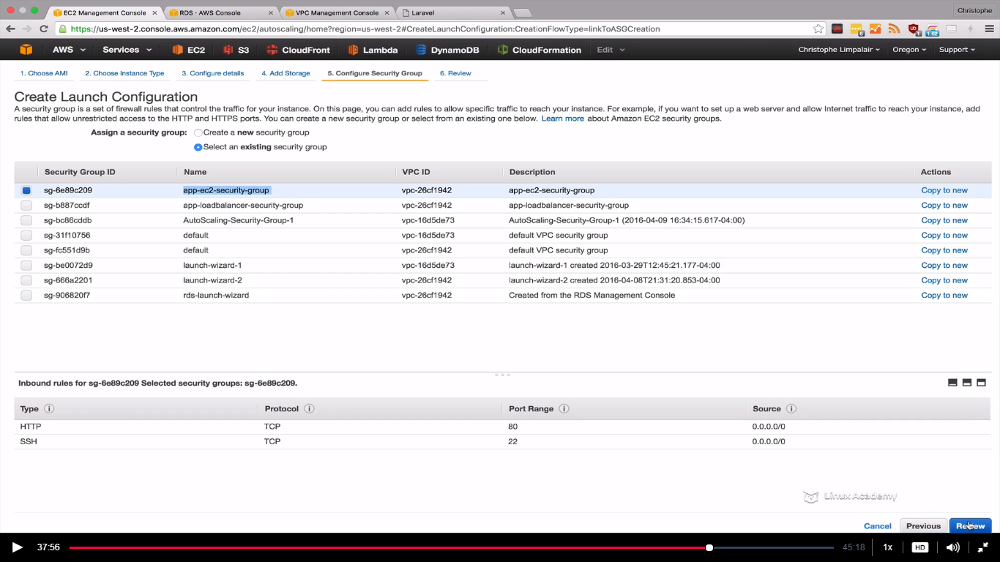 EC2 Management Console
RDS · AWS Console
VPC Management Console
Laravel
Christophe
https://us-west-2.console.aws.amazon.com/ec2/autoscaling/home?region=us-west-2#CreateLaunchConfiguration:CreationFlowType=linkToASGCreation
AWS Services EC2 S3 CloudFront Lambda DynamoDB CloudFormation Edit Christophe Limpalair Oregon Support
1. Choose AMI 2. Choose Instance Type 3. Configure details 4. Add Storage 5. Configure Security Group 6. Review
Create Launch Configuration
A security group is a set of firewall rules that control the traffic for your instance. On this page, you can add rules to allow specific traffic to reach your instance. For example, if you want to set up a web server and allow Internet traffic to reach your instance, add
rules that allow unrestricted access to the HTTP and HTTPS ports. You can create a new security group or select from an existing one below. Learn more about Amazon EC2 security groups.
Assign a security group: Create a new security group
Select an existing security group
Security Group ID Name VPC ID Description Actions
sg-6e89c209 app-ec2-security-group vpc-26cf1942 app-ec2-security-group Copy to new
sg-b887ccdf app-loadbalancer-security-group vpc-26cf1942 app-loadbalancer-security-group Copy to new
sg-bc86cddb AutoScaling-Security-Group-1 vpc-16d5de73 AutoScaling-Security-Group-1 (2016-04-09 16:34:15.617-04:00) Copy to new
sg-31f10756 default vpc-16d5de73 default VPC security group Copy to new
sg-fc551d9b default vpc-26cf1942 default VPC security group Copy to new
sg-be0072d9 launch-wizard-1 vpc-16d5de73 launch-wizard-1 created 2016-03-29T12:45:21.177-04:00 Copy to new
sg-666a2201 launch-wizard-2 vpc-26cf1942 launch-wizard-2 created 2016-04-08T21:31:20.853-04:00 Copy to new
sg-906820f7 rds-launch-wizard vpc-26cf1942 Created from the RDS Management Console Copy to new
Inbound rules for sg-6e89c209 Selected security groups: sg-6e89c209.
Type Protocol Port Range Source
HTTP TCP 80 0.0.0.0/0
SSH TCP 22 0.0.0.0/0
Linux Academy
Cancel Previous Review
37:56 45:18 1x HD